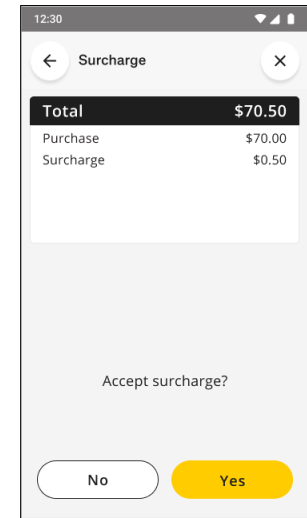 12:30
Surcharge
Total $70.50
Purchase $70.00
Surcharge $0.50
Accept surcharge?
No Yes